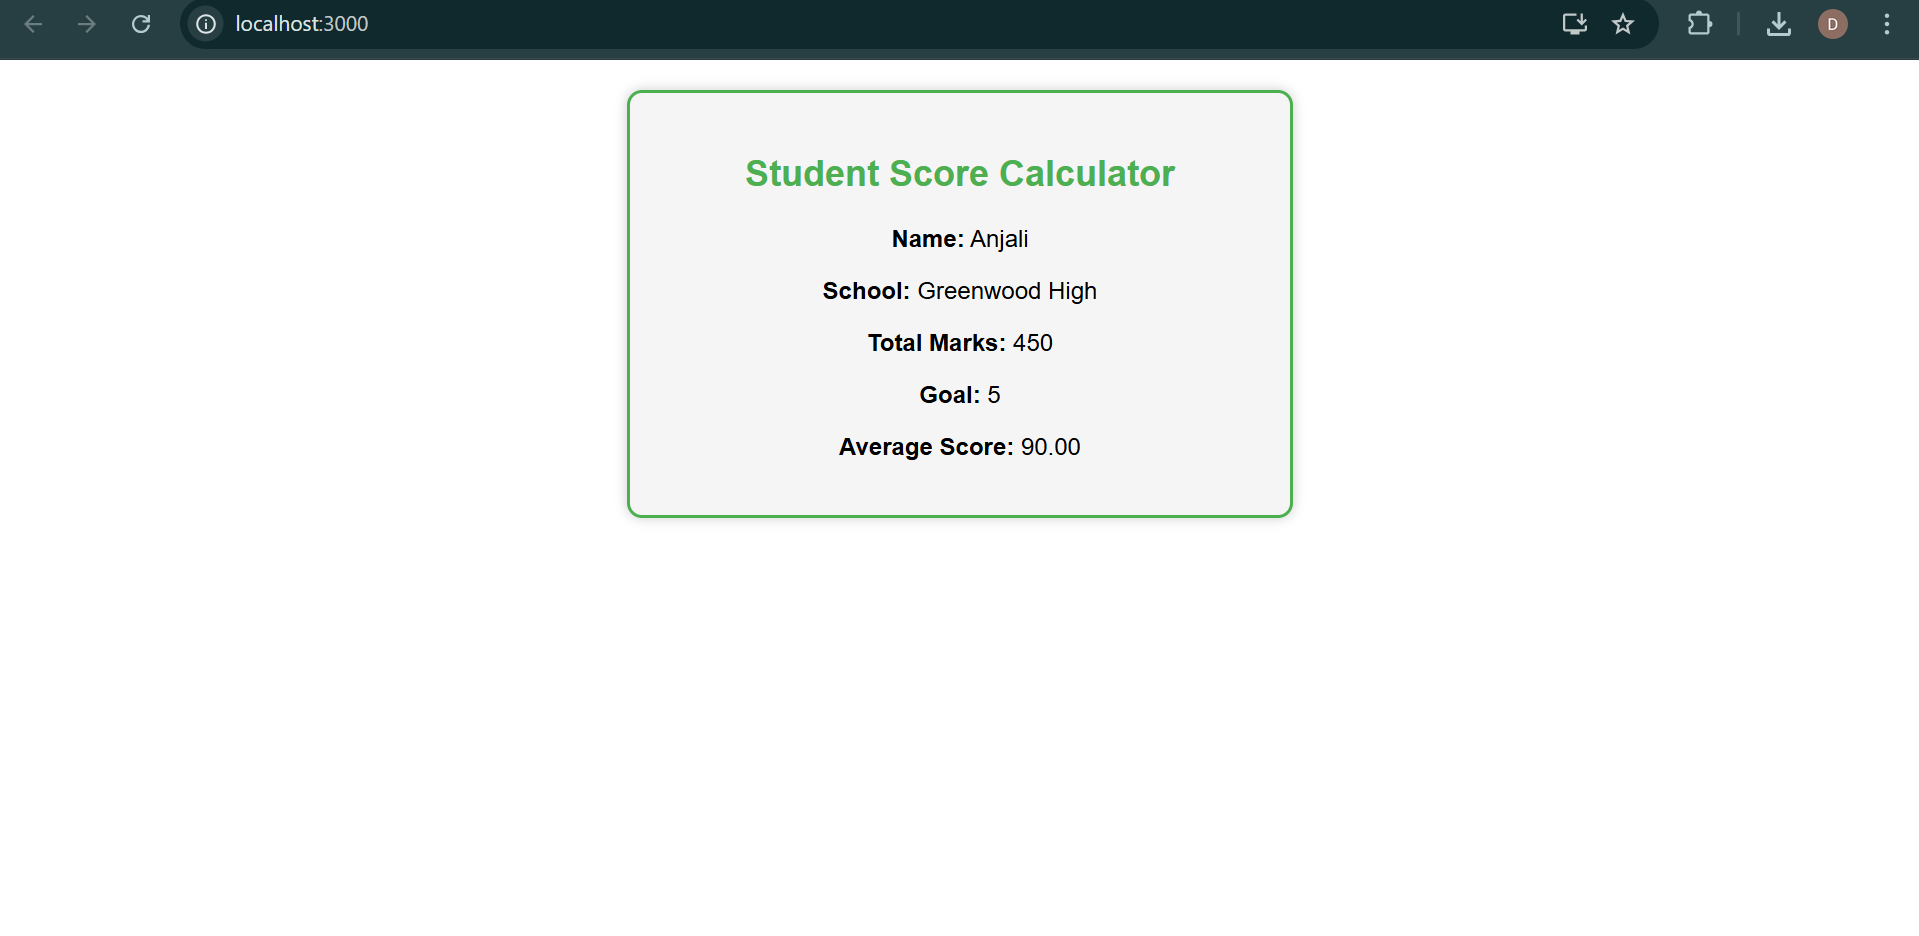 localhost:3000
D
Student Score Calculator
Name: Anjali
School: Greenwood High
Total Marks: 450
Goal: 5
Average Score: 90.00